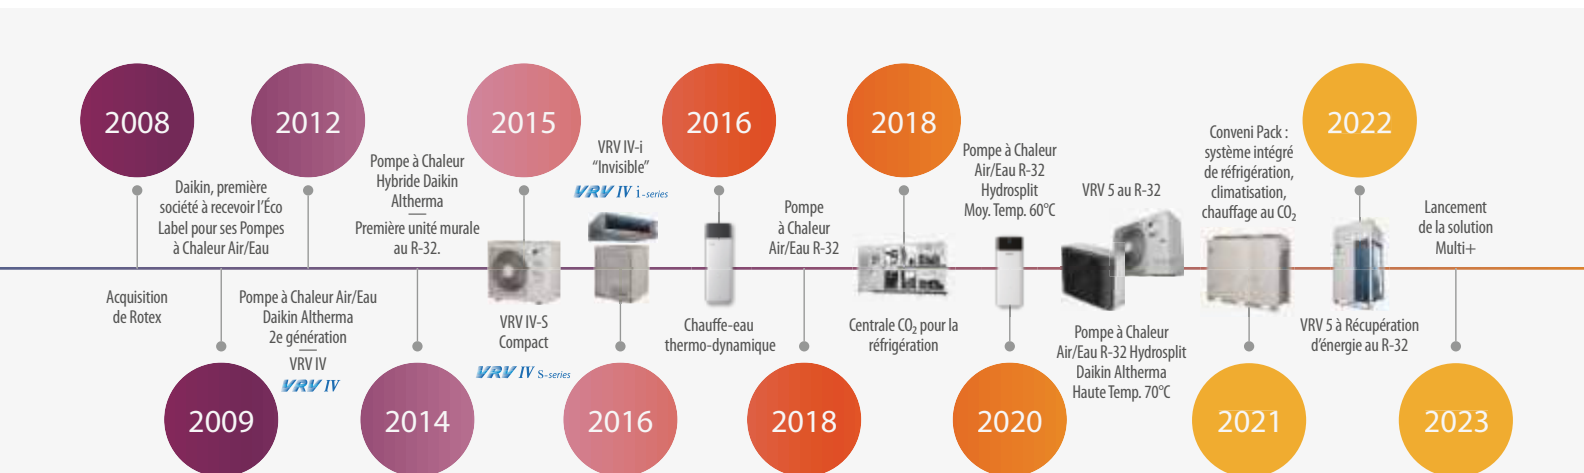 2008
Acquisition
de Rotex
Daikin, première
société à recevoir l'Éco
Label pour ses Pompes
à Chaleur Air/Eau
2009
2012
Pompe à Chaleur Air/Eau
Daikin Altherma
2e génération
VRV IV
VRV IV
Pompe à Chaleur
Hybride Daikin
Altherma
Première unité murale
au R-32.
2014
2015
VRV IV-S
Compact
VRV IV S-series
VRV IV-i
“Invisible”
VRV IV i-series
2016
2016
Chauffe-eau
thermo-dynamique
Pompe
à Chaleur
Air/Eau R-32
2018
2018
Centrale CO₂ pour la
réfrigération
Pompe à Chaleur
Air/Eau R-32
Hydrosplit
Moy. Temp. 60°C
2020
VRV 5 au R-32
Pompe à Chaleur
Air/Eau R-32 Hydrosplit
Daikin Altherma
Haute Temp. 70°C
Conveni Pack :
système intégré
de réfrigération,
climatisation,
chauffage au CO₂
2021
2022
VRV 5 à Récupération
d'énergie au R-32
Lancement
de la solution
Multi+
2023